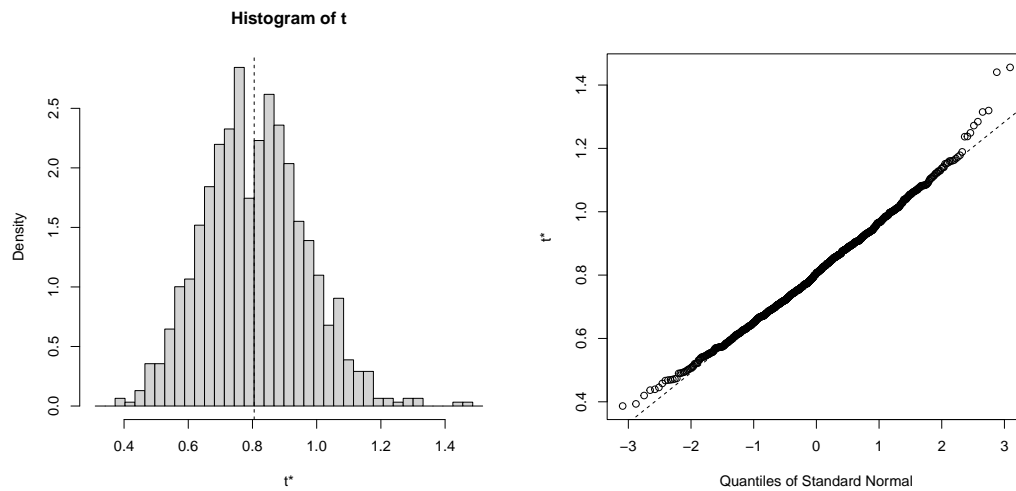 Histogram of t
Density
0.0 0.5 1.0 1.5 2.0 2.5
0.4 0.6 0.8 1.0 1.2 1.4
t*
t*
0.4 0.6 0.8 1.0 1.2 1.4
−3 −2 −1 0 1 2 3
Quantiles of Standard Normal